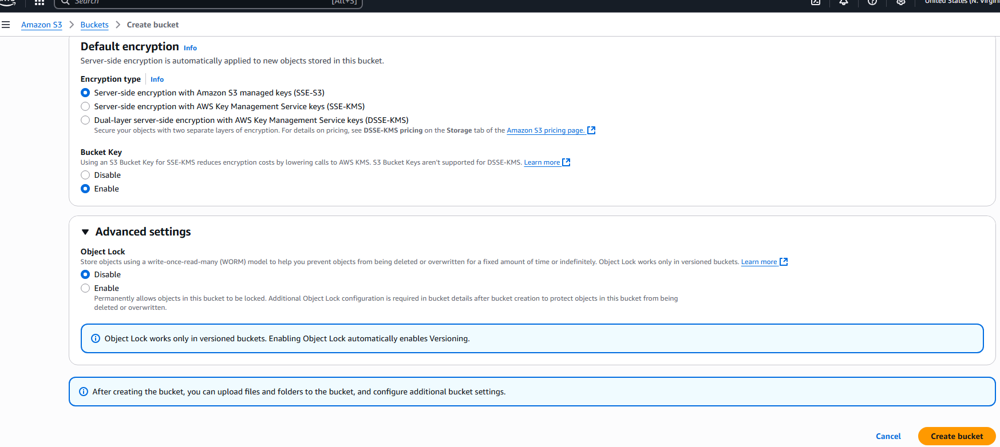 Search [Alt+S] United States (N. Virgin
Amazon S3 > Buckets > Create bucket
Default encryption Info
Server-side encryption is automatically applied to new objects stored in this bucket.
Encryption type Info
Server-side encryption with Amazon S3 managed keys (SSE-S3)
Server-side encryption with AWS Key Management Service keys (SSE-KMS)
Dual-layer server-side encryption with AWS Key Management Service keys (DSSE-KMS)
Secure your objects with two separate layers of encryption. For details on pricing, see DSSE-KMS pricing on the Storage tab of the Amazon S3 pricing page.
Bucket Key
Using an S3 Bucket Key for SSE-KMS reduces encryption costs by lowering calls to AWS KMS. S3 Bucket Keys aren't supported for DSSE-KMS. Learn more
Disable
Enable
Advanced settings
Object Lock
Store objects using a write-once-read-many (WORM) model to help you prevent objects from being deleted or overwritten for a fixed amount of time or indefinitely. Object Lock works only in versioned buckets. Learn more
Disable
Enable
Permanently allows objects in this bucket to be locked. Additional Object Lock configuration is required in bucket details after bucket creation to protect objects in this bucket from being
deleted or overwritten.
Object Lock works only in versioned buckets. Enabling Object Lock automatically enables Versioning.
After creating the bucket, you can upload files and folders to the bucket, and configure additional bucket settings.
Cancel Create bucket